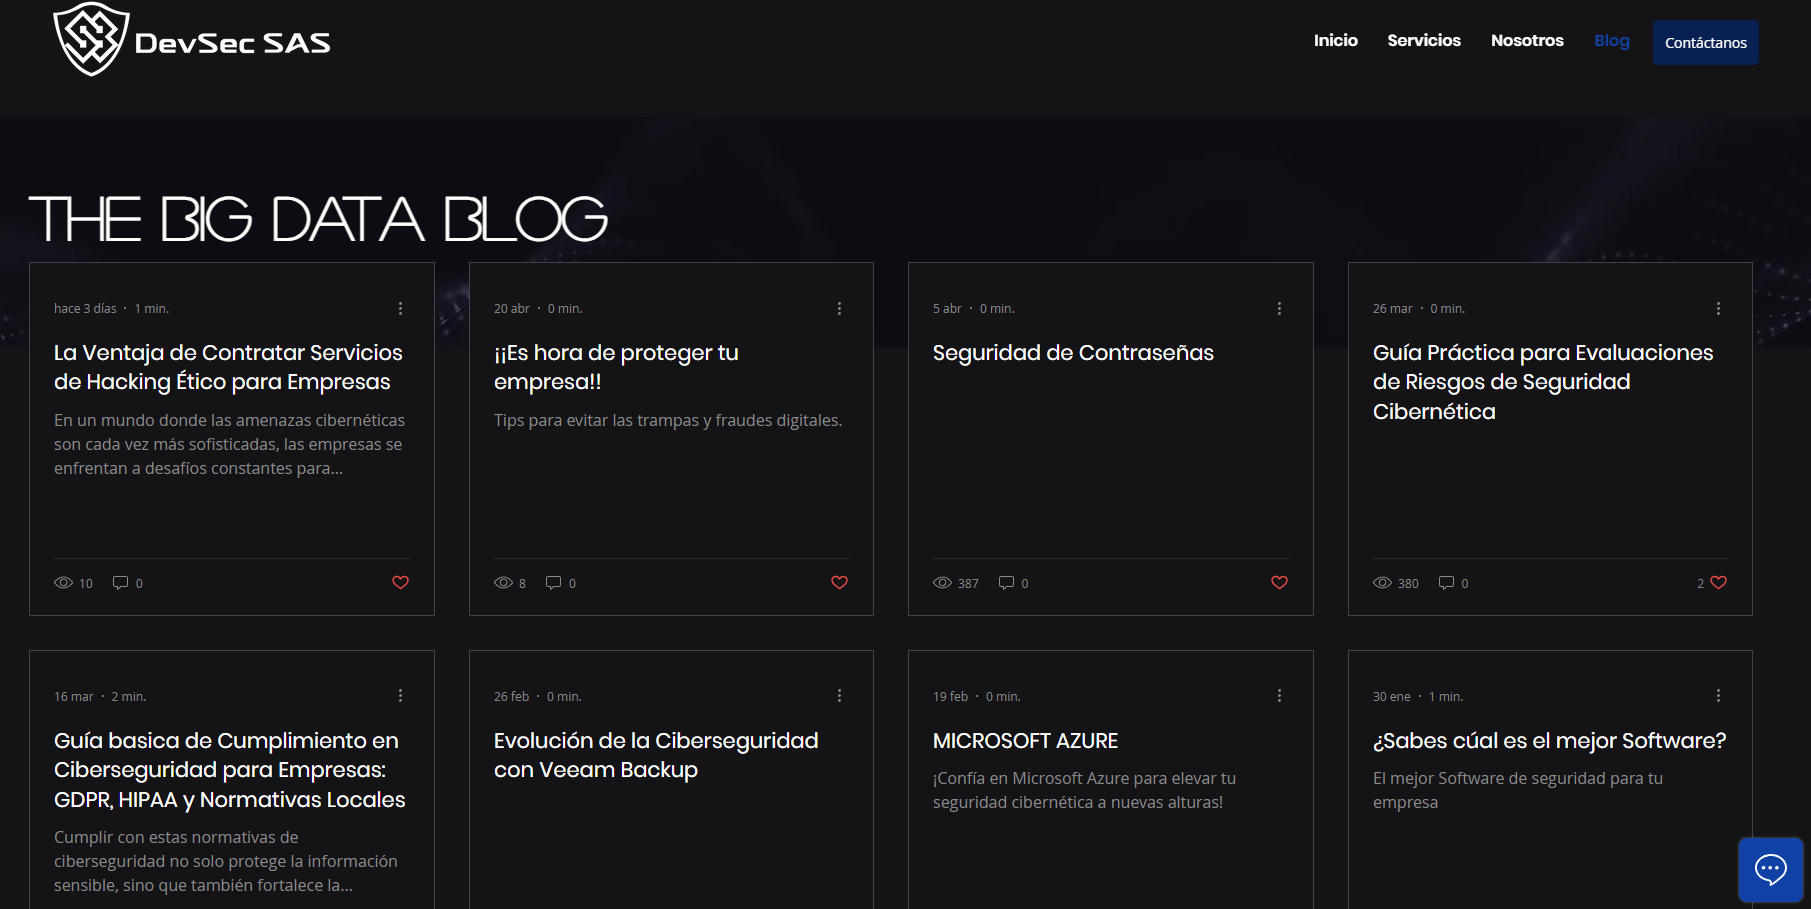 DevSec SAS
Inicio
Servicios
Nosotros
Blog
Contáctanos
THE BIG DATA BLOG
hace 3 días · 1 min.
La Ventaja de Contratar Servicios
de Hacking Ético para Empresas
En un mundo donde las amenazas cibernéticas
son cada vez más sofisticadas, las empresas se
enfrentan a desafíos constantes para...
10
0
20 abr · 0 min.
¡¡Es hora de proteger tu
empresa!!
Tips para evitar las trampas y fraudes digitales.
8
0
5 abr · 0 min.
Seguridad de Contraseñas
387
0
26 mar · 0 min.
Guía Práctica para Evaluaciones
de Riesgos de Seguridad
Cibernética
380
0
2
16 mar · 2 min.
Guía basica de Cumplimiento en
Ciberseguridad para Empresas:
GDPR, HIPAA y Normativas Locales
Cumplir con estas normativas de
ciberseguridad no solo protege la información
sensible, sino que también fortalece la...
26 feb · 0 min.
Evolución de la Ciberseguridad
con Veeam Backup
19 feb · 0 min.
MICROSOFT AZURE
¡Confía en Microsoft Azure para elevar tu
seguridad cibernética a nuevas alturas!
30 ene · 1 min.
¿Sabes cúal es el mejor Software?
El mejor Software de seguridad para tu
empresa